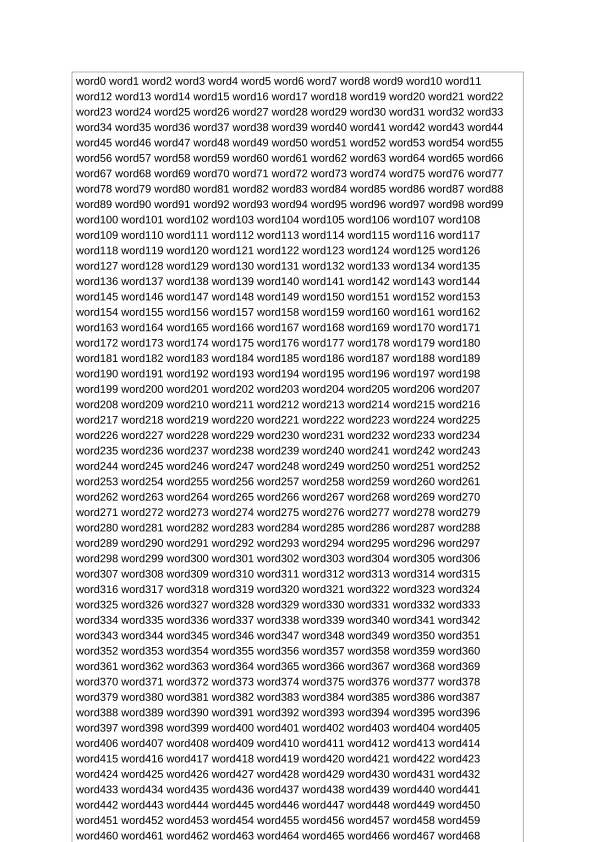 word0 word1 word2 word3 word4 word5 word6 word7 word8 word9 word10 word11
word12 word13 word14 word15 word16 word17 word18 word19 word20 word21 word22
word23 word24 word25 word26 word27 word28 word29 word30 word31 word32 word33
word34 word35 word36 word37 word38 word39 word40 word41 word42 word43 word44
word45 word46 word47 word48 word49 word50 word51 word52 word53 word54 word55
word56 word57 word58 word59 word60 word61 word62 word63 word64 word65 word66
word67 word68 word69 word70 word71 word72 word73 word74 word75 word76 word77
word78 word79 word80 word81 word82 word83 word84 word85 word86 word87 word88
word89 word90 word91 word92 word93 word94 word95 word96 word97 word98 word99
word100 word101 word102 word103 word104 word105 word106 word107 word108
word109 word110 word111 word112 word113 word114 word115 word116 word117
word118 word119 word120 word121 word122 word123 word124 word125 word126
word127 word128 word129 word130 word131 word132 word133 word134 word135
word136 word137 word138 word139 word140 word141 word142 word143 word144
word145 word146 word147 word148 word149 word150 word151 word152 word153
word154 word155 word156 word157 word158 word159 word160 word161 word162
word163 word164 word165 word166 word167 word168 word169 word170 word171
word172 word173 word174 word175 word176 word177 word178 word179 word180
word181 word182 word183 word184 word185 word186 word187 word188 word189
word190 word191 word192 word193 word194 word195 word196 word197 word198
word199 word200 word201 word202 word203 word204 word205 word206 word207
word208 word209 word210 word211 word212 word213 word214 word215 word216
word217 word218 word219 word220 word221 word222 word223 word224 word225
word226 word227 word228 word229 word230 word231 word232 word233 word234
word235 word236 word237 word238 word239 word240 word241 word242 word243
word244 word245 word246 word247 word248 word249 word250 word251 word252
word253 word254 word255 word256 word257 word258 word259 word260 word261
word262 word263 word264 word265 word266 word267 word268 word269 word270
word271 word272 word273 word274 word275 word276 word277 word278 word279
word280 word281 word282 word283 word284 word285 word286 word287 word288
word289 word290 word291 word292 word293 word294 word295 word296 word297
word298 word299 word300 word301 word302 word303 word304 word305 word306
word307 word308 word309 word310 word311 word312 word313 word314 word315
word316 word317 word318 word319 word320 word321 word322 word323 word324
word325 word326 word327 word328 word329 word330 word331 word332 word333
word334 word335 word336 word337 word338 word339 word340 word341 word342
word343 word344 word345 word346 word347 word348 word349 word350 word351
word352 word353 word354 word355 word356 word357 word358 word359 word360
word361 word362 word363 word364 word365 word366 word367 word368 word369
word370 word371 word372 word373 word374 word375 word376 word377 word378
word379 word380 word381 word382 word383 word384 word385 word386 word387
word388 word389 word390 word391 word392 word393 word394 word395 word396
word397 word398 word399 word400 word401 word402 word403 word404 word405
word406 word407 word408 word409 word410 word411 word412 word413 word414
word415 word416 word417 word418 word419 word420 word421 word422 word423
word424 word425 word426 word427 word428 word429 word430 word431 word432
word433 word434 word435 word436 word437 word438 word439 word440 word441
word442 word443 word444 word445 word446 word447 word448 word449 word450
word451 word452 word453 word454 word455 word456 word457 word458 word459
word460 word461 word462 word463 word464 word465 word466 word467 word468